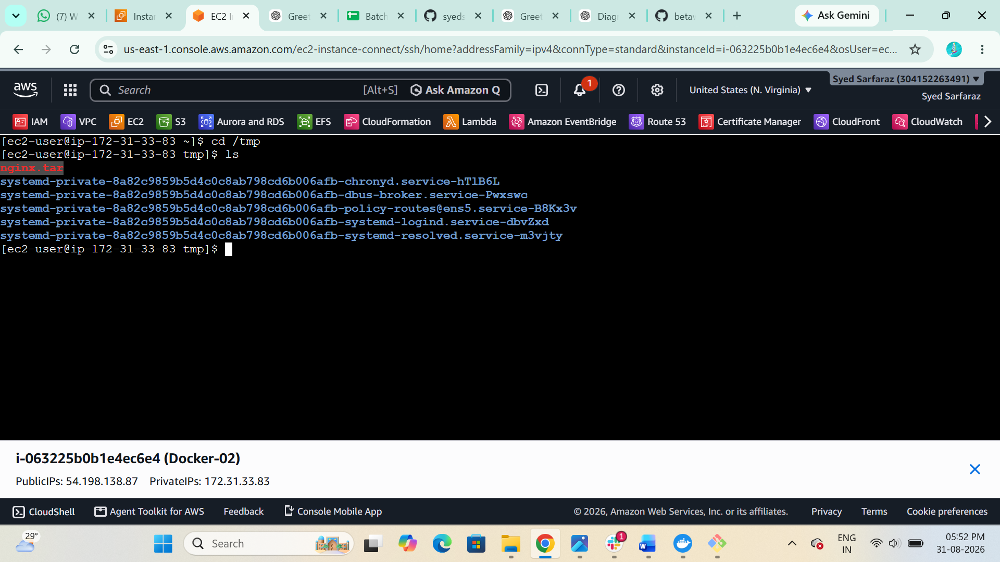 (7) W
Instan
EC2 I
Greet
Batch
syeds
Greet
Diagr
betaw
Ask Gemini
us-east-1.console.aws.amazon.com/ec2-instance-connect/ssh/home?addressFamily=ipv4&connType=standard&instanceId=i-063225b0b1e4ec6e4&osUser=ec...
aws
Search
[Alt+S]
Ask Amazon Q
1
United States (N. Virginia)
Syed Sarfaraz (304152263491)
Syed Sarfaraz
IAM
VPC
EC2
S3
Aurora and RDS
EFS
CloudFormation
Lambda
Amazon EventBridge
Route 53
Certificate Manager
CloudFront
CloudWatch
[ec2-user@ip-172-31-33-83 ~]$ cd /tmp
[ec2-user@ip-172-31-33-83 tmp]$ ls
nginx.tar
systemd-private-8a82c9859b5d4c0c8ab798cd6b006afb-chronyd.service-hTlB6L
systemd-private-8a82c9859b5d4c0c8ab798cd6b006afb-dbus-broker.service-Pwxswc
systemd-private-8a82c9859b5d4c0c8ab798cd6b006afb-policy-routes@ens5.service-B8Kx3v
systemd-private-8a82c9859b5d4c0c8ab798cd6b006afb-systemd-logind.service-dbvZxd
systemd-private-8a82c9859b5d4c0c8ab798cd6b006afb-systemd-resolved.service-m3vjty
[ec2-user@ip-172-31-33-83 tmp]$
i-063225b0b1e4ec6e4 (Docker-02)
PublicIPs: 54.198.138.87 PrivateIPs: 172.31.33.83
CloudShell
Agent Toolkit for AWS
Feedback
Console Mobile App
© 2026, Amazon Web Services, Inc. or its affiliates.
Privacy
Terms
Cookie preferences
29°
Search
1
W
ENG
IN
05:52 PM
31-08-2026